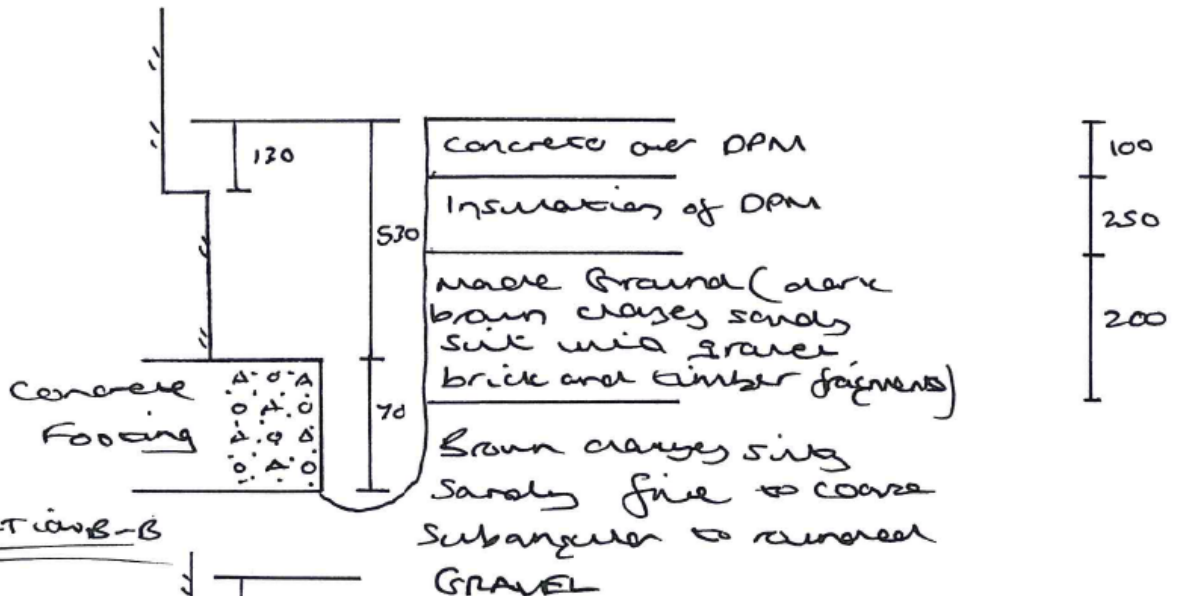 130
Concrete over DPM
100
Insulation of DPM
250
530
Made Ground (dark
brown clayey sandy
silt with gravel
brick and timber fragments)
200
Concrete
Footing
70
Brown clayey silty
Sandy fine to coarse
Subangular to rounded
GRAVEL
TION B-B